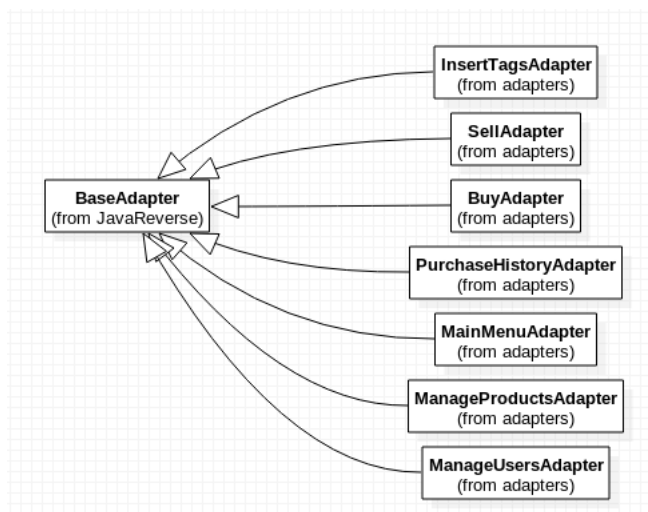 InsertTagsAdapter
(from adapters)
SellAdapter
(from adapters)
BaseAdapter
(from JavaReverse)
BuyAdapter
(from adapters)
PurchaseHistoryAdapter
(from adapters)
MainMenuAdapter
(from adapters)
ManageProductsAdapter
(from adapters)
ManageUsersAdapter
(from adapters)